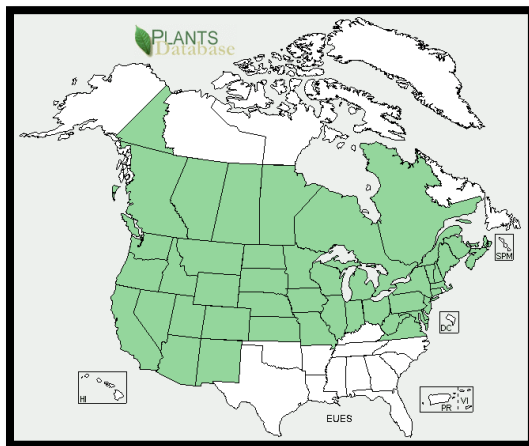 PLANTS
Database
SPM
DC
HI
PR
VI
EUES